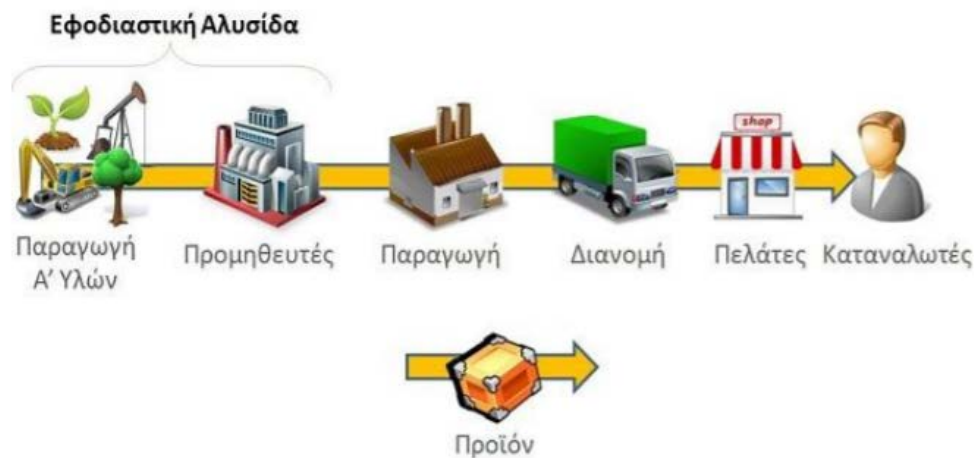 Εφοδιαστική Αλυσίδα
shop
Παραγωγή
Α’ Υλών
Προμηθευτές
Παραγωγή
Διανομή
Πελάτες
Καταναλωτές
Προϊόν